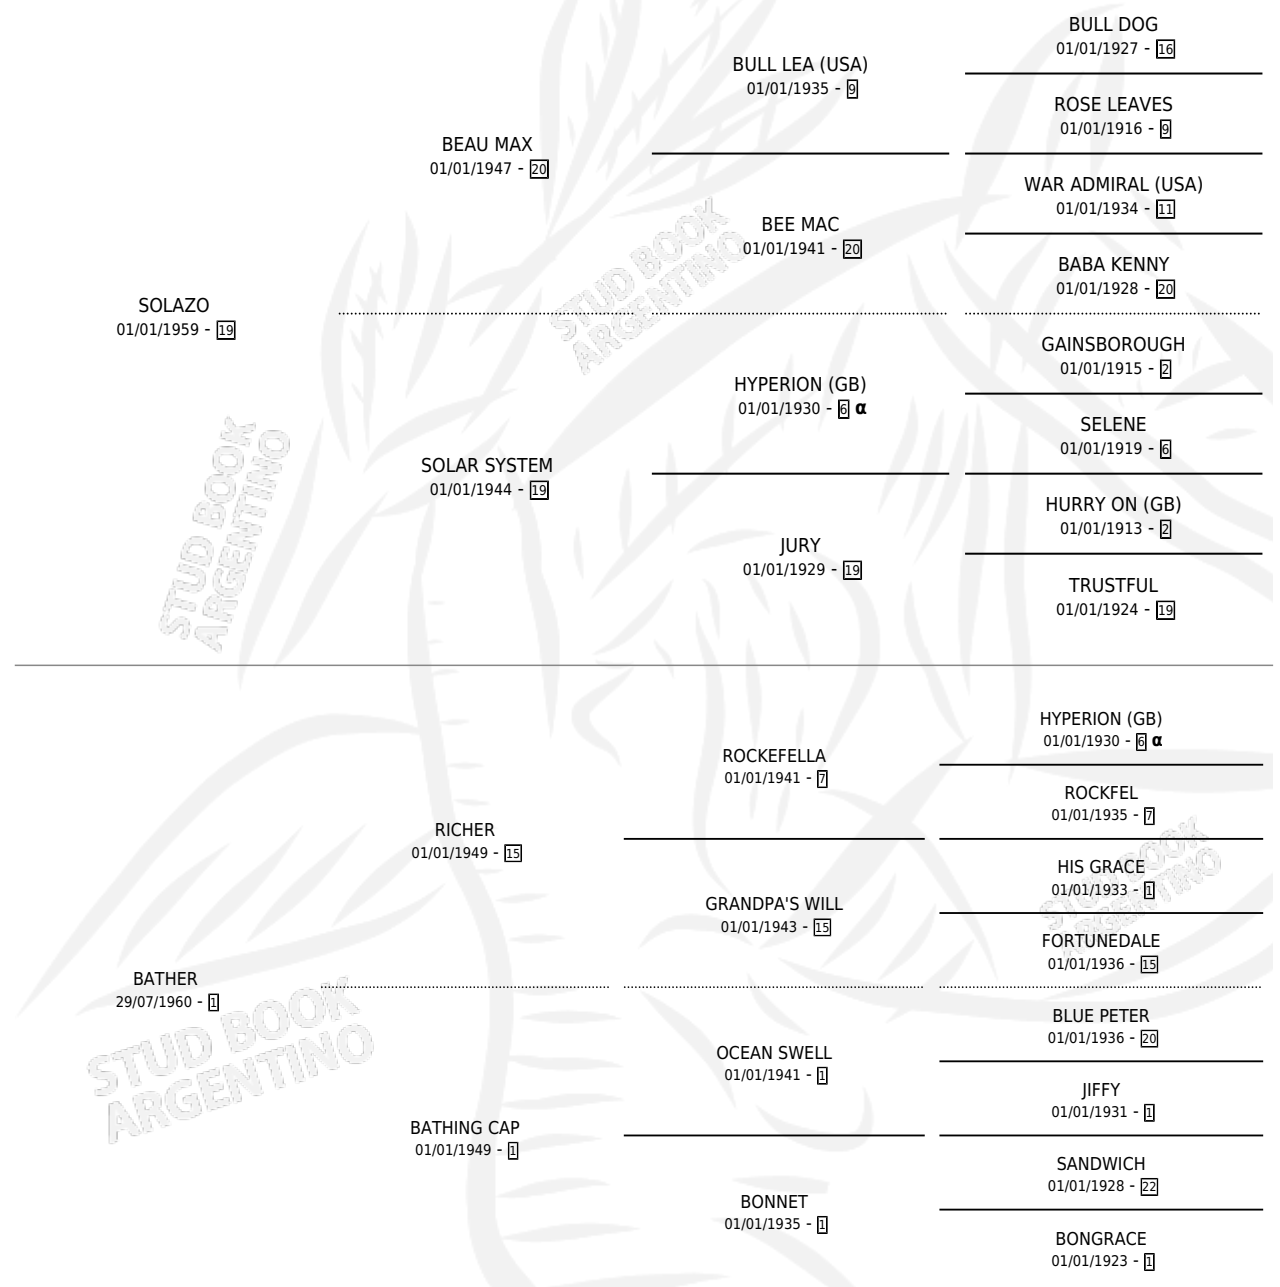 BULL DOG
01/01/1927 - 16
BULL LEA (USA)
01/01/1935 - 9
ROSE LEAVES
01/01/1916 - 9
BEAU MAX
01/01/1947 - 20
WAR ADMIRAL (USA)
01/01/1934 - 11
BEE MAC
01/01/1941 - 20
BABA KENNY
01/01/1928 - 20
SOLAZO
01/01/1959 - 19
GAINSBOROUGH
01/01/1915 - 2
HYPERION (GB)
01/01/1930 - 6 α
SELENE
01/01/1919 - 6
SOLAR SYSTEM
01/01/1944 - 19
HURRY ON (GB)
01/01/1913 - 2
JURY
01/01/1929 - 19
TRUSTFUL
01/01/1924 - 19
HYPERION (GB)
01/01/1930 - 6 α
ROCKEFELLA
01/01/1941 - 7
ROCKFEL
01/01/1935 - 7
RICHER
01/01/1949 - 15
HIS GRACE
01/01/1933 - 1
GRANDPA'S WILL
01/01/1943 - 15
FORTUNEDALE
01/01/1936 - 15
BATHER
29/07/1960 - 1
BLUE PETER
01/01/1936 - 20
OCEAN SWELL
01/01/1941 - 1
JIFFY
01/01/1931 - 1
BATHING CAP
01/01/1949 - 1
SANDWICH
01/01/1928 - 22
BONNET
01/01/1935 - 1
BONGRACE
01/01/1923 - 1
STUD BOOK
ARGENTINO
STUD BOOK
ARGENTINO
STUD BOOK
ARGENTINO
STUD BOOK
ARGENTINO